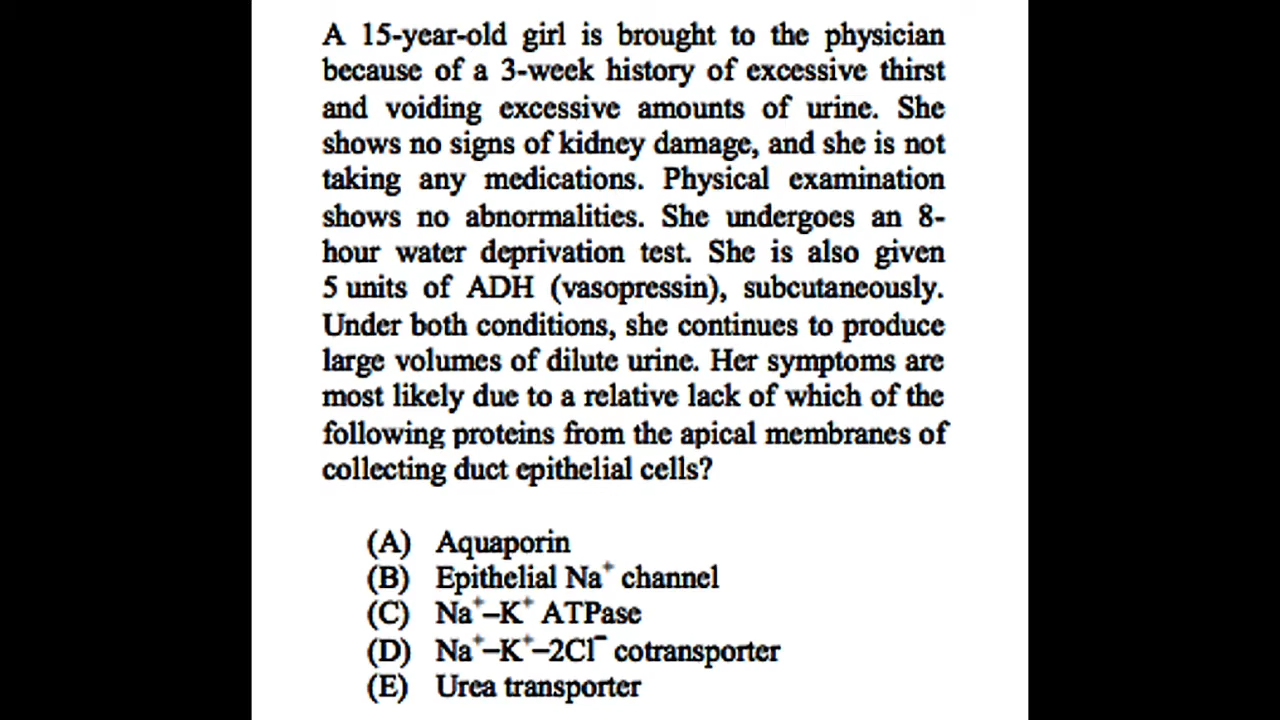 A 15-year-old girl is brought to the physician
because of a 3-week history of excessive thirst
and voiding excessive amounts of urine. She
shows no signs of kidney damage, and she is not
taking any medications. Physical examination
shows no abnormalities. She undergoes an 8-
hour water deprivation test. She is also given
5 units of ADH (vasopressin), subcutaneously.
Under both conditions, she continues to produce
large volumes of dilute urine. Her symptoms are
most likely due to a relative lack of which of the
following proteins from the apical membranes of
collecting duct epithelial cells?
(A) Aquaporin
(B) Epithelial Na⁺ channel
(C) Na⁺–K⁺ ATPase
(D) Na⁺–K⁺–2Cl⁻ cotransporter
(E) Urea transporter